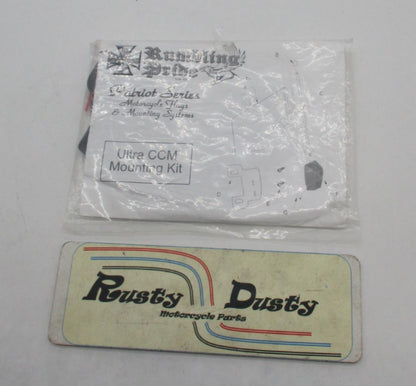 Rumbling
Pride
Patriot Series
Motorcycle Flags
& Mounting Systems
Ultra CCM
Mounting Kit
Rusty Dusty
Motorcycle Parts